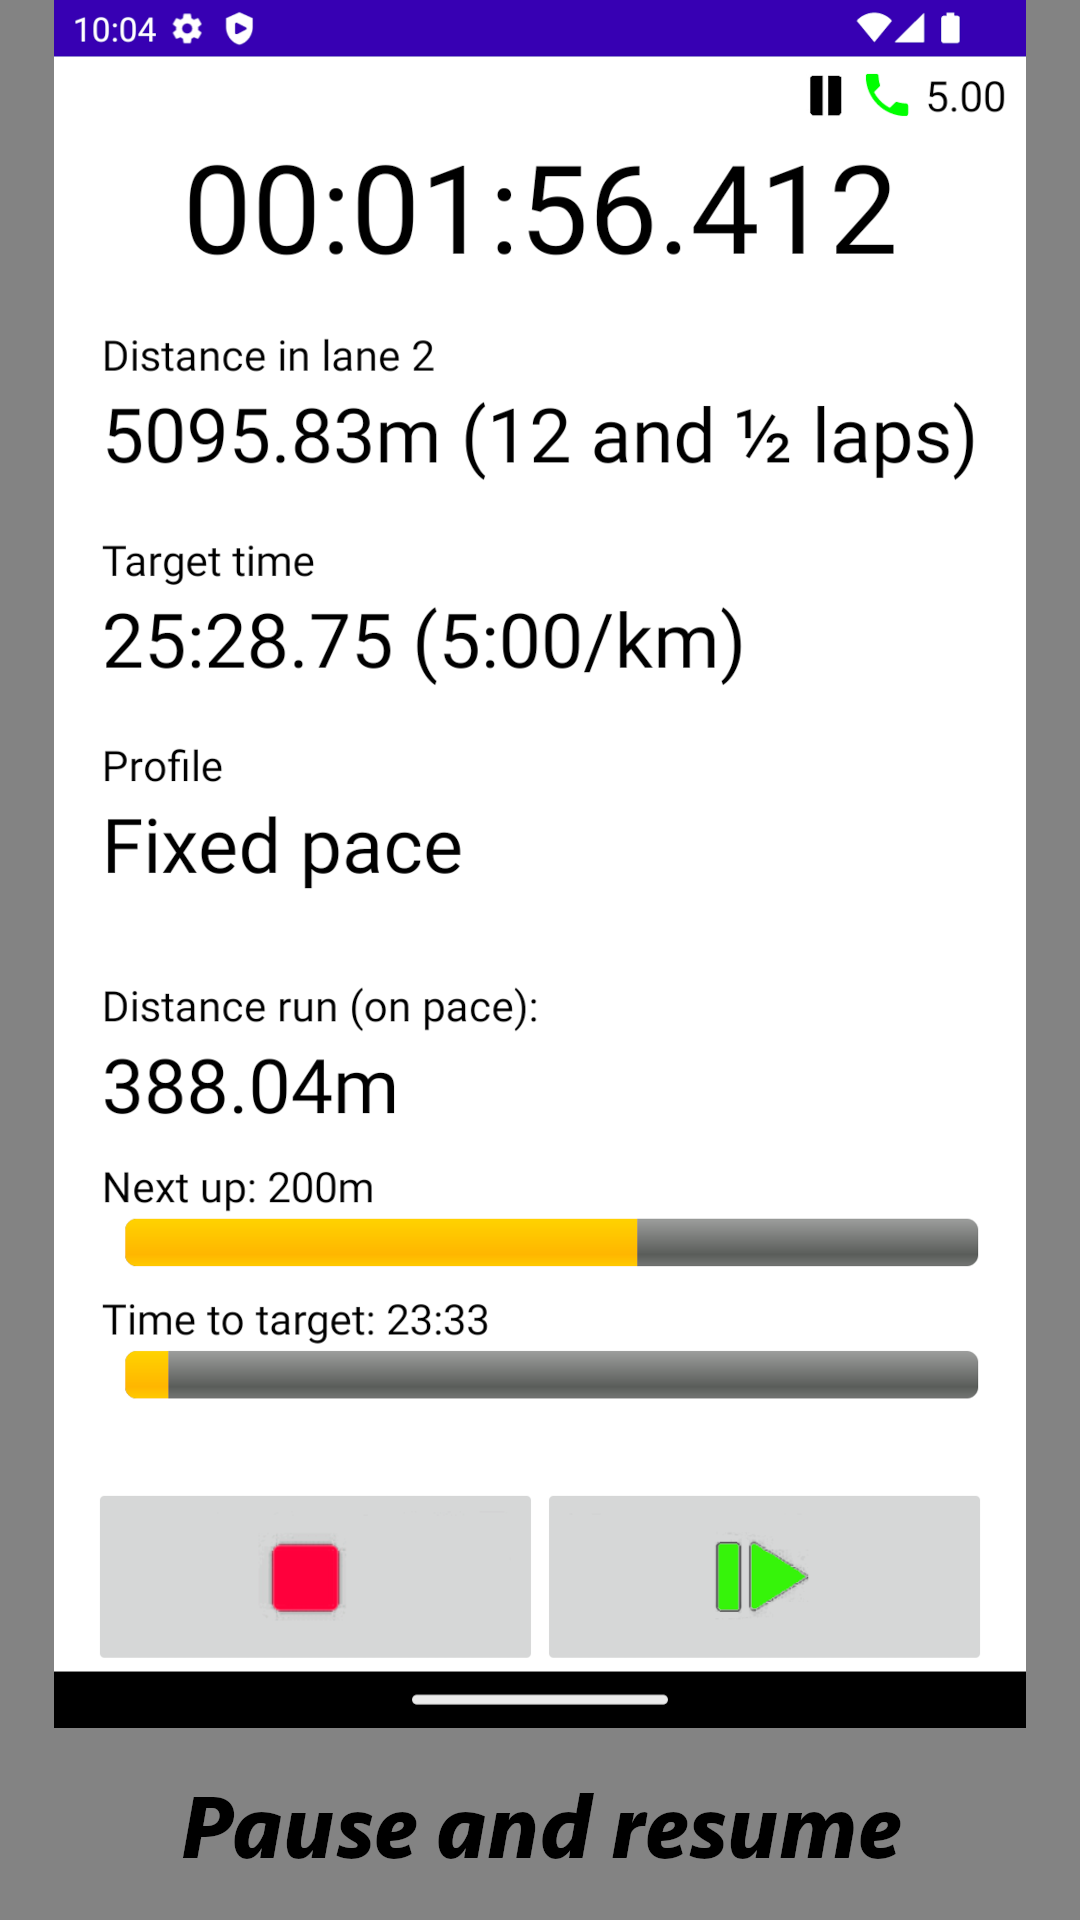 10:04
5.00
00:01:56.412
Distance in lane 2
5095.83m (12 and ½ laps)
Target time
25:28.75 (5:00/km)
Profile
Fixed pace
Distance run (on pace):
388.04m
Next up: 200m
Time to target: 23:33
Pause and resume